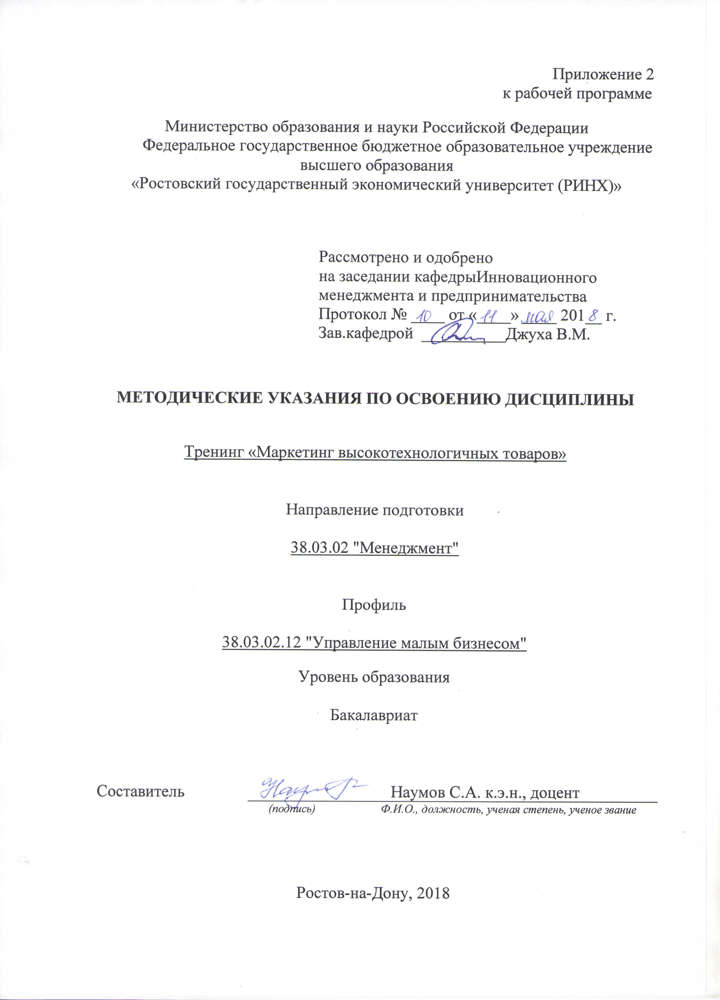 Приложение 2
к рабочей программе
Министерство образования и науки Российской Федерации
Федеральное государственное бюджетное образовательное учреждение
высшего образования
«Ростовский государственный экономический университет (РИНХ)»
Рассмотрено и одобрено
на заседании кафедрыИнновационного
менеджмента и предпринимательства
Протокол № 10 от «11» мая 2018 г.
Зав.кафедрой Джуха В.М.
МЕТОДИЧЕСКИЕ УКАЗАНИЯ ПО ОСВОЕНИЮ ДИСЦИПЛИНЫ
Тренинг «Маркетинг высокотехнологичных товаров»
Направление подготовки
38.03.02 "Менеджмент"
Профиль
38.03.02.12 "Управление малым бизнесом"
Уровень образования
Бакалавриат
Составитель Наумов С.А. к.э.н., доцент
(подпись) Ф.И.О., должность, ученая степень, ученое звание
Ростов-на-Дону, 2018